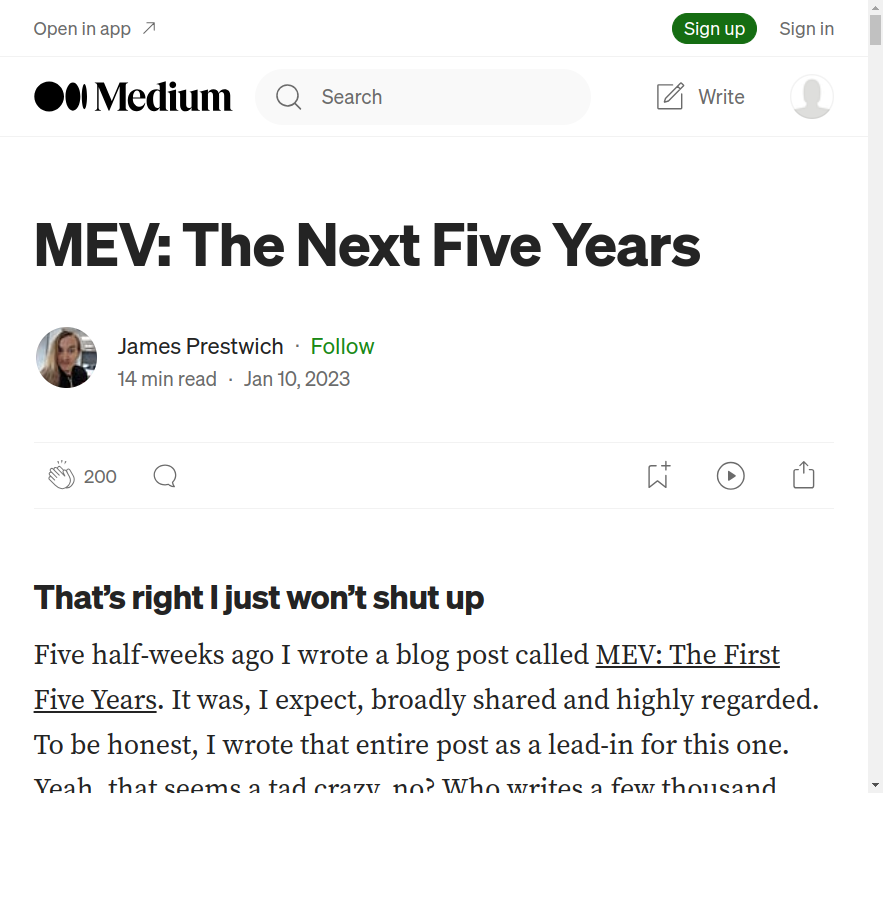 Open in app
Sign up
Sign in
Medium
Search
Write
MEV: The Next Five Years
James Prestwich · Follow
14 min read · Jan 10, 2023
200
That’s right I just won’t shut up
Five half-weeks ago I wrote a blog post called MEV: The First
Five Years. It was, I expect, broadly shared and highly regarded.
To be honest, I wrote that entire post as a lead-in for this one.
Yeah, that seems a tad crazy, no? Who writes a few thousand